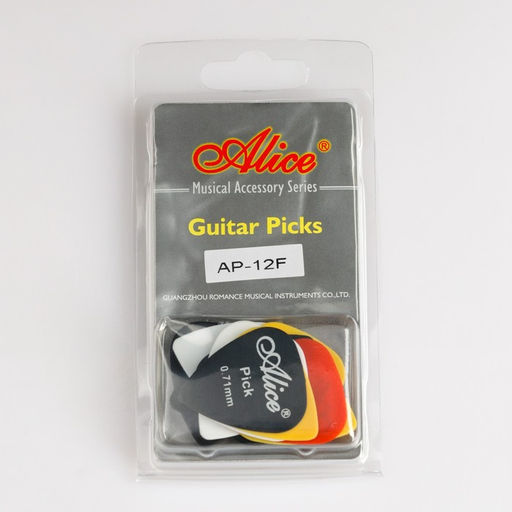 Alice®
Musical Accessory Series
Guitar Picks
AP-12F
GUANGZHOU ROMANCE MUSICAL INSTRUMENTS CO.,LTD.
Alice®
Pick
0.71mm